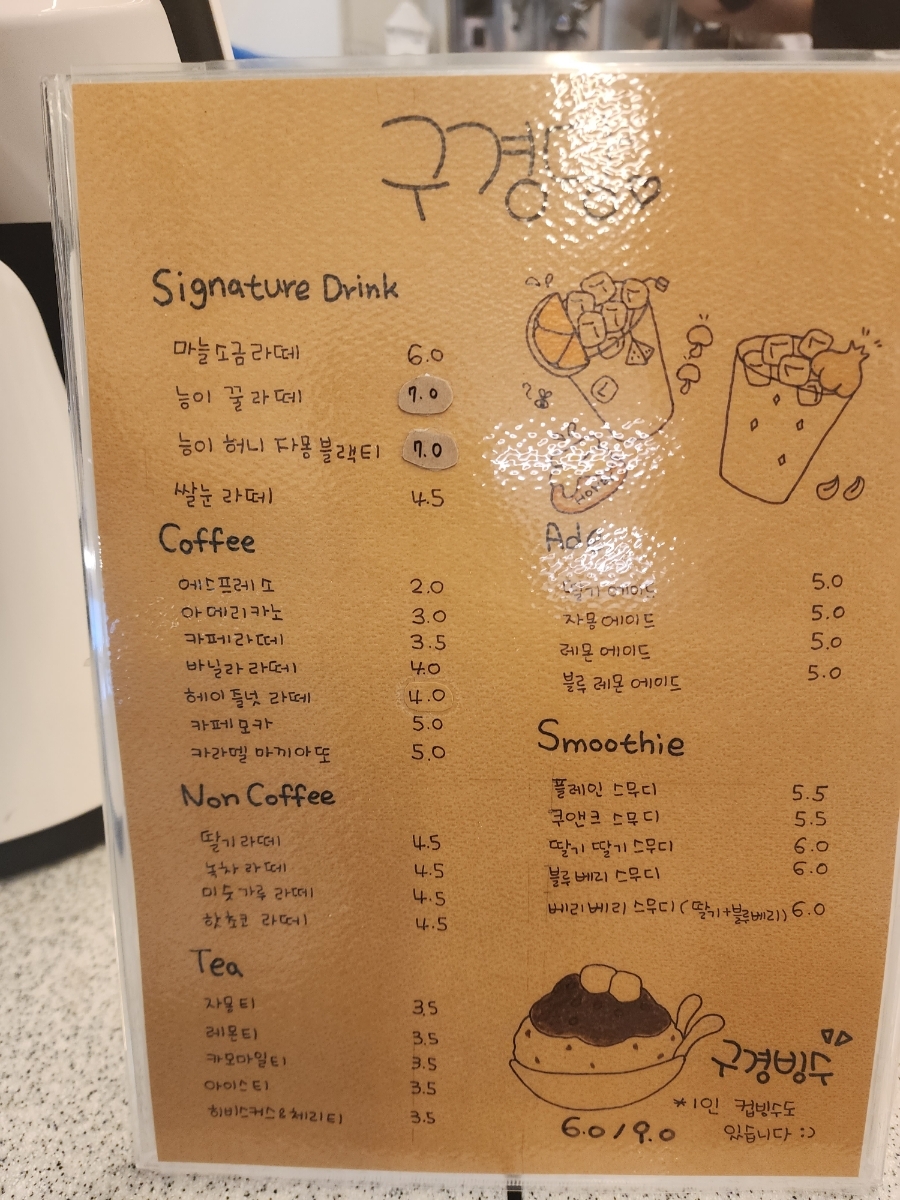 구경
Signature Drink
마늘소금라떼 6.0
능이 꿀라떼 7.0
능이 허니 자몽블랙티 7.0
쌀눈 라떼 4.5
Coffee
에스프레소 2.0
아메리카노 3.0
카페라떼 3.5
바닐라라떼 4.0
헤이즐넛 라떼 4.0
카페모카 5.0
카라멜 마끼아또 5.0
Non Coffee
딸기라떼 4.5
녹차라떼 4.5
미숫가루 라떼 4.5
핫초코 라떼 4.5
Tea
자몽티 3.5
레몬티 3.5
카모마일티 3.5
아이스티 3.5
히비스커스&체리티 3.5
Ade
딸기 에이드 5.0
자몽에이드 5.0
레몬 에이드 5.0
블루 레몬 에이드 5.0
Smoothie
플레인 스무디 5.5
쿠앤크 스무디 5.5
딸기 딸기 스무디 6.0
블루베리 스무디 6.0
베리베리 스무디 (딸기+블루베리) 6.0
구경빙수
*1인 컵빙수도
있습니다 :)
6.0/9.0